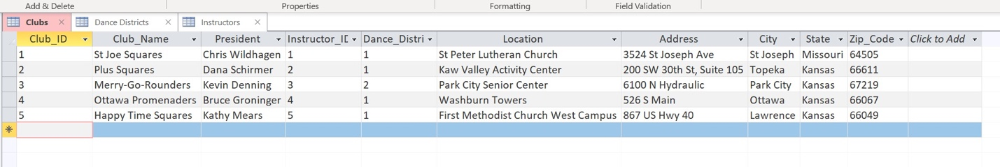 Add & Delete Properties Formatting Field Validation
Clubs Dance Districts Instructors
Club_ID Club_Name President Instructor_ID Dance_Distri Location Address City State Zip_Code Click to Add
1 St Joe Squares Chris Wildhagen 1 1 St Peter Lutheran Church 3524 St Joseph Ave St Joseph Missouri 64505
2 Plus Squares Dana Schirmer 2 1 Kaw Valley Activity Center 200 SW 30th St, Suite 105 Topeka Kansas 66611
3 Merry-Go-Rounders Kevin Denning 3 2 Park City Senior Center 6100 N Hydraulic Park City Kansas 67219
4 Ottawa Promenaders Bruce Groninger 4 1 Washburn Towers 526 S Main Ottawa Kansas 66067
5 Happy Time Squares Kathy Mears 5 1 First Methodist Church West Campus 867 US Hwy 40 Lawrence Kansas 66049